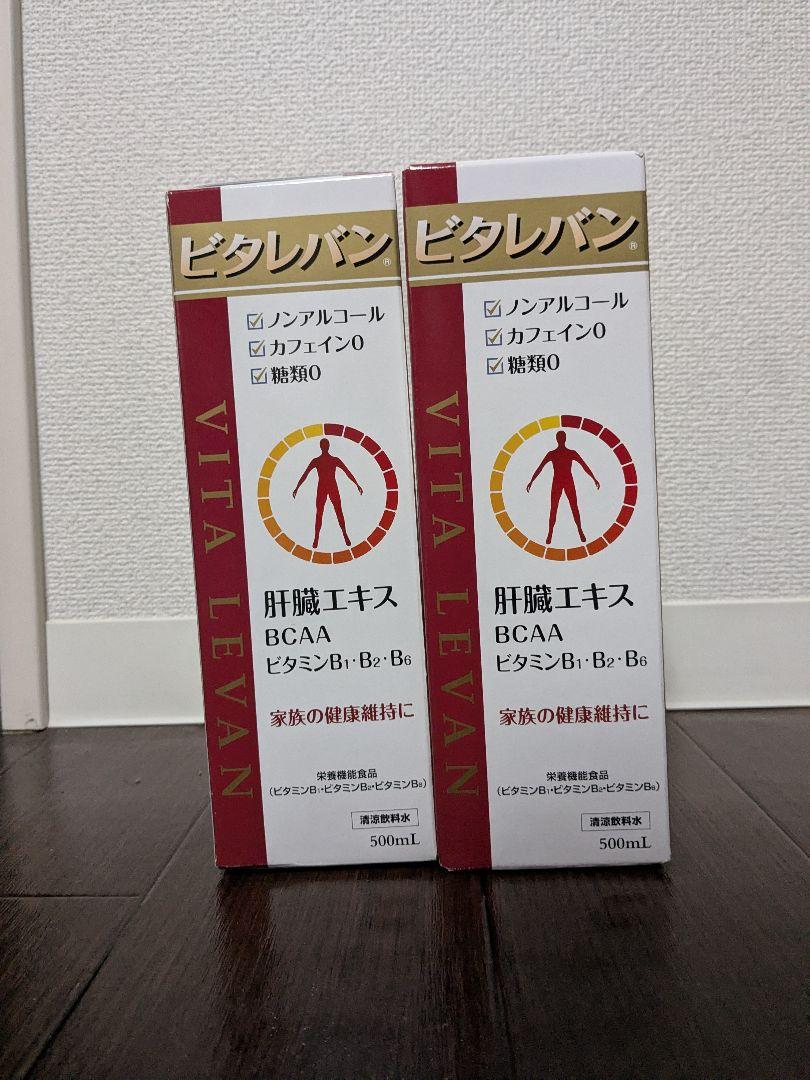 ビタレバン®
ノンアルコール
カフェイン0
糖類0
VITA LEVAN
肝臓エキス
BCAA
ビタミンB1・B2・B6
家族の健康維持に
栄養機能食品
(ビタミンB1・ビタミンB2・ビタミンB6)
清涼飲料水
500mL
ビタレバン®
ノンアルコール
カフェイン0
糖類0
VITA LEVAN
肝臓エキス
BCAA
ビタミンB1・B2・B6
家族の健康維持に
栄養機能食品
(ビタミンB1・ビタミンB2・ビタミンB6)
清涼飲料水
500mL